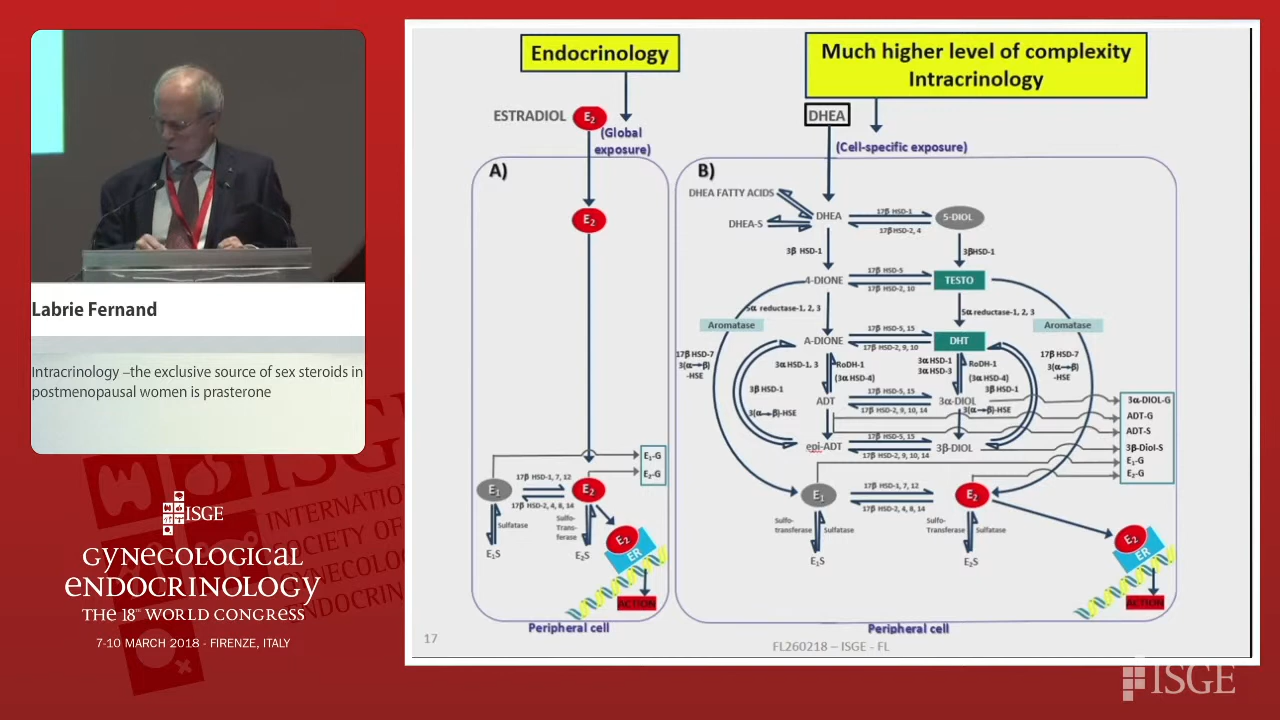 Labrie Fernand
Intracrinology –the exclusive source of sex steroids in
postmenopausal women is prasterone
ISGE
GYNECOLOGICAL
ENDOCRINOLOGY
THE 18TH WORLD CONGRESS
7-10 MARCH 2018 - FIRENZE, ITALY
ISGE
INTERNATIONAL
SOCIETY OF
GYNECOLO
ENDOCRIN
Endocrinology
ESTRADIOL
E2
(Global
exposure)
A)
E2
E1-G
E2-G
E1
17β HSD-1, 7, 12
17β HSD-2, 4, 8, 14
E2
Sulfatase
Sulfo-
Trans-
ferase
E1S
E2S
E2
ER
ACTION
Peripheral cell
Much higher level of complexity
Intracrinology
DHEA
(Cell-specific exposure)
B)
DHEA FATTY ACIDS
DHEA-S
DHEA
17β HSD-1
17β HSD-2, 4
5-DIOL
3β HSD-1
3βHSD-1
4-DIONE
17β HSD-5
17β HSD-2, 10
TESTO
5α reductase-1, 2, 3
5α reductase-1, 2, 3
Aromatase
Aromatase
A-DIONE
17β HSD-5, 15
17β HSD-2, 9, 10
DHT
17β HSD-7
3(α→β)
-HSE
3α HSD-1, 3
RoDH-1
(3α HSD-4)
3α HSD-1
3α HSD-3
RoDH-1
(3α HSD-4)
17β HSD-7
3(α→β)
-HSE
3β HSD-1
3β HSD-1
ADT
17β HSD-5, 15
17β HSD-2, 9, 10, 14
3α-DIOL
3(α→β)-HSE
3(α→β)-HSE
epi-ADT
17β HSD-5, 15
17β HSD-2, 9, 10, 14
3β-DIOL
3α-DIOL-G
ADT-G
ADT-S
3β-Diol-S
E1-G
E2-G
E1
17β HSD-1, 7, 12
17β HSD-2, 4, 8, 14
E2
Sulfo-
transferase
Sulfatase
Sulfo-
Transferase
Sulfatase
E1S
E2S
E2
ER
ACTION
Peripheral cell
17
FL260218 – ISGE - FL
ISGE